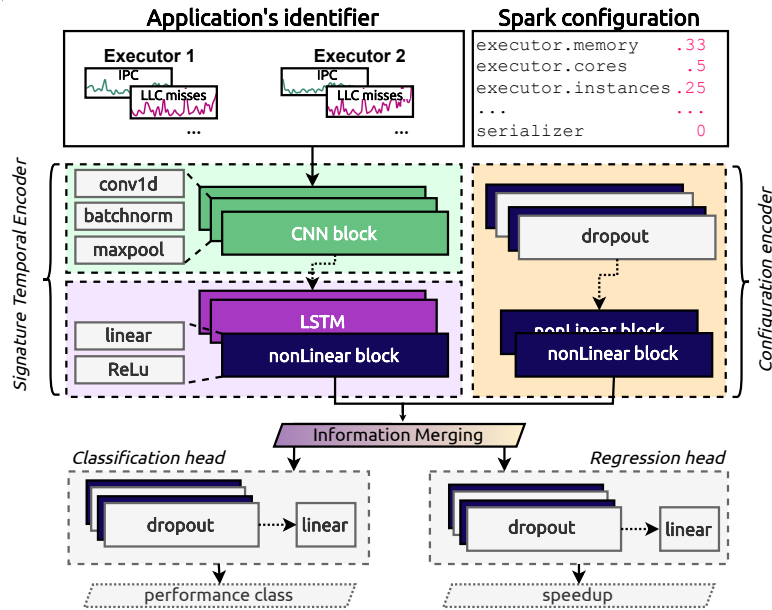 Application's identifier
Spark configuration
Executor 1
IPC
LLC misses
...
Executor 2
IPC
LLC misses
...
executor.memory .33
executor.cores .5
executor.instances .25
... ...
serializer 0
Signature Temporal Encoder
conv1d
batchnorm
maxpool
CNN block
LSTM
linear
ReLu
nonLinear block
dropout
nonLinear block
nonLinear block
Configuration encoder
Information Merging
Classification head
dropout
linear
performance class
Regression head
dropout
linear
speedup